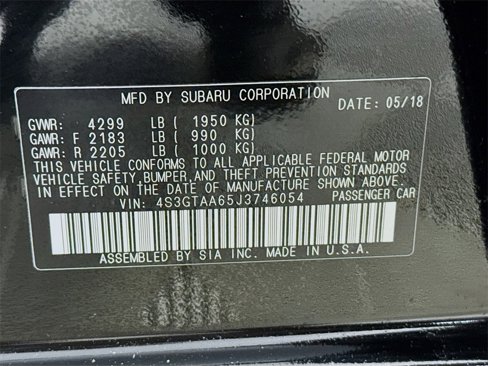 MFD BY SUBARU CORPORATION
DATE: 05/18
GVWR: 4299 LB ( 1950 KG)
GAWR: F 2183 LB ( 990 KG)
GAWR: R 2205 LB ( 1000 KG)
THIS VEHICLE CONFORMS TO ALL APPLICABLE FEDERAL MOTOR
VEHICLE SAFETY,BUMPER,AND THEFT PREVENTION STANDARDS
IN EFFECT ON THE DATE OF MANUFACTURE SHOWN ABOVE.
VIN: 4S3GTAA65J3746054 PASSENGER CAR
ASSEMBLED BY SIA INC. MADE IN U.S.A.